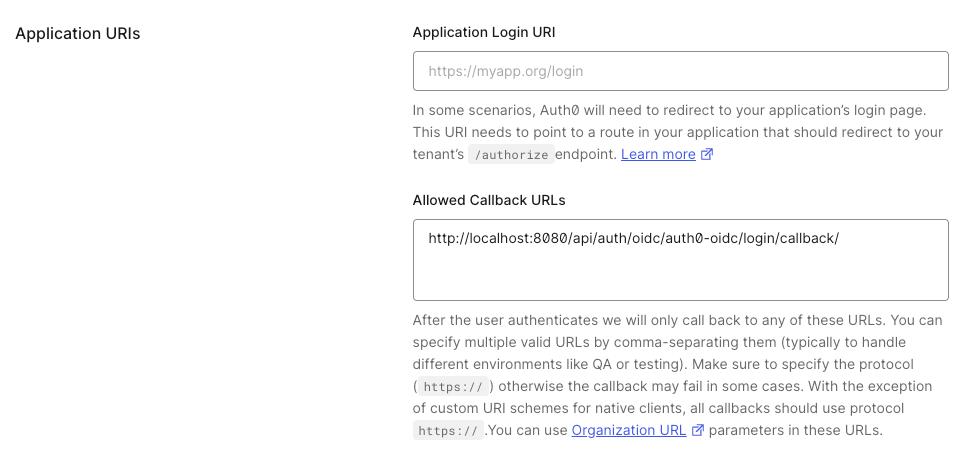 Application URIs
Application Login URI
https://myapp.org/login
In some scenarios, Auth0 will need to redirect to your application’s login page.
This URI needs to point to a route in your application that should redirect to your
tenant’s /authorize endpoint. Learn more
Allowed Callback URLs
http://localhost:8080/api/auth/oidc/auth0-oidc/login/callback/
After the user authenticates we will only call back to any of these URLs. You can
specify multiple valid URLs by comma-separating them (typically to handle
different environments like QA or testing). Make sure to specify the protocol
( https:// ) otherwise the callback may fail in some cases. With the exception
of custom URI schemes for native clients, all callbacks should use protocol
https:// .You can use Organization URL parameters in these URLs.